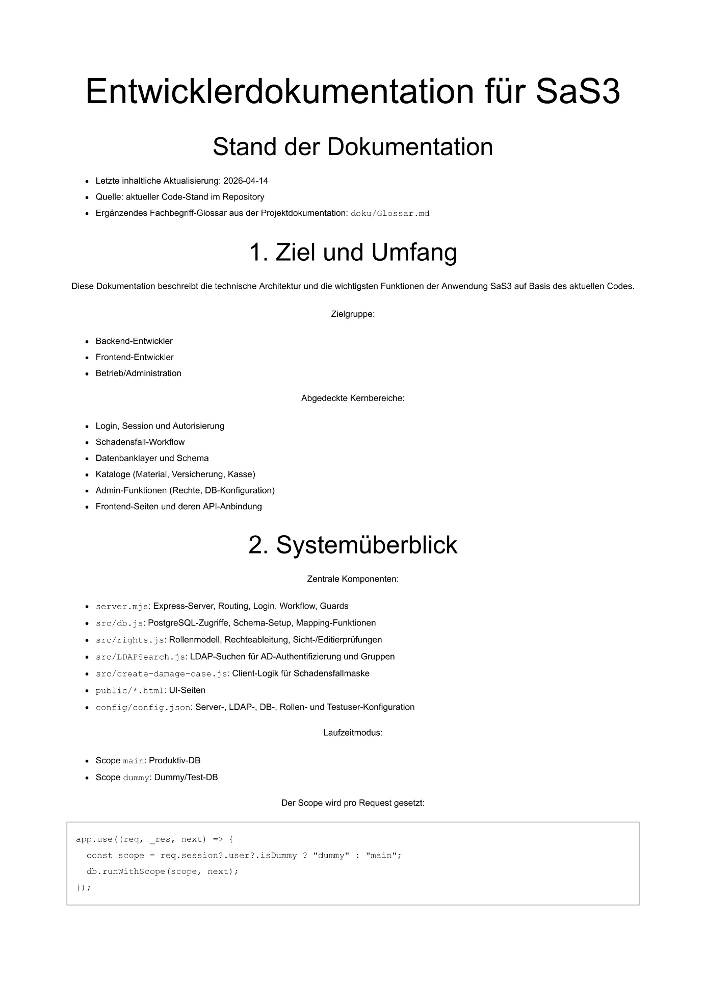 Entwicklerdokumentation für SaS3
Stand der Dokumentation
• Letzte inhaltliche Aktualisierung: 2026-04-14
• Quelle: aktueller Code-Stand im Repository
• Ergänzendes Fachbegriff-Glossar aus der Projektdokumentation: doku/Glossar.md
1. Ziel und Umfang
Diese Dokumentation beschreibt die technische Architektur und die wichtigsten Funktionen der Anwendung SaS3 auf Basis des aktuellen Codes.
Zielgruppe:
• Backend-Entwickler
• Frontend-Entwickler
• Betrieb/Administration
Abgedeckte Kernbereiche:
• Login, Session und Autorisierung
• Schadensfall-Workflow
• Datenbanklayer und Schema
• Kataloge (Material, Versicherung, Kasse)
• Admin-Funktionen (Rechte, DB-Konfiguration)
• Frontend-Seiten und deren API-Anbindung
2. Systemüberblick
Zentrale Komponenten:
• server.mjs: Express-Server, Routing, Login, Workflow, Guards
• src/db.js: PostgreSQL-Zugriffe, Schema-Setup, Mapping-Funktionen
• src/rights.js: Rollenmodell, Rechteableitung, Sicht-/Editierprüfungen
• src/LDAPSearch.js: LDAP-Suchen für AD-Authentifizierung und Gruppen
• src/create-damage-case.js: Client-Logik für Schadensfallmaske
• public/*.html: UI-Seiten
• config/config.json: Server-, LDAP-, DB-, Rollen- und Testuser-Konfiguration
Laufzeitmodus:
• Scope main: Produktiv-DB
• Scope dummy: Dummy/Test-DB
Der Scope wird pro Request gesetzt:
app.use((req, _res, next) => {
  const scope = req.session?.user?.isDummy ? "dummy" : "main";
  db.runWithScope(scope, next);
});